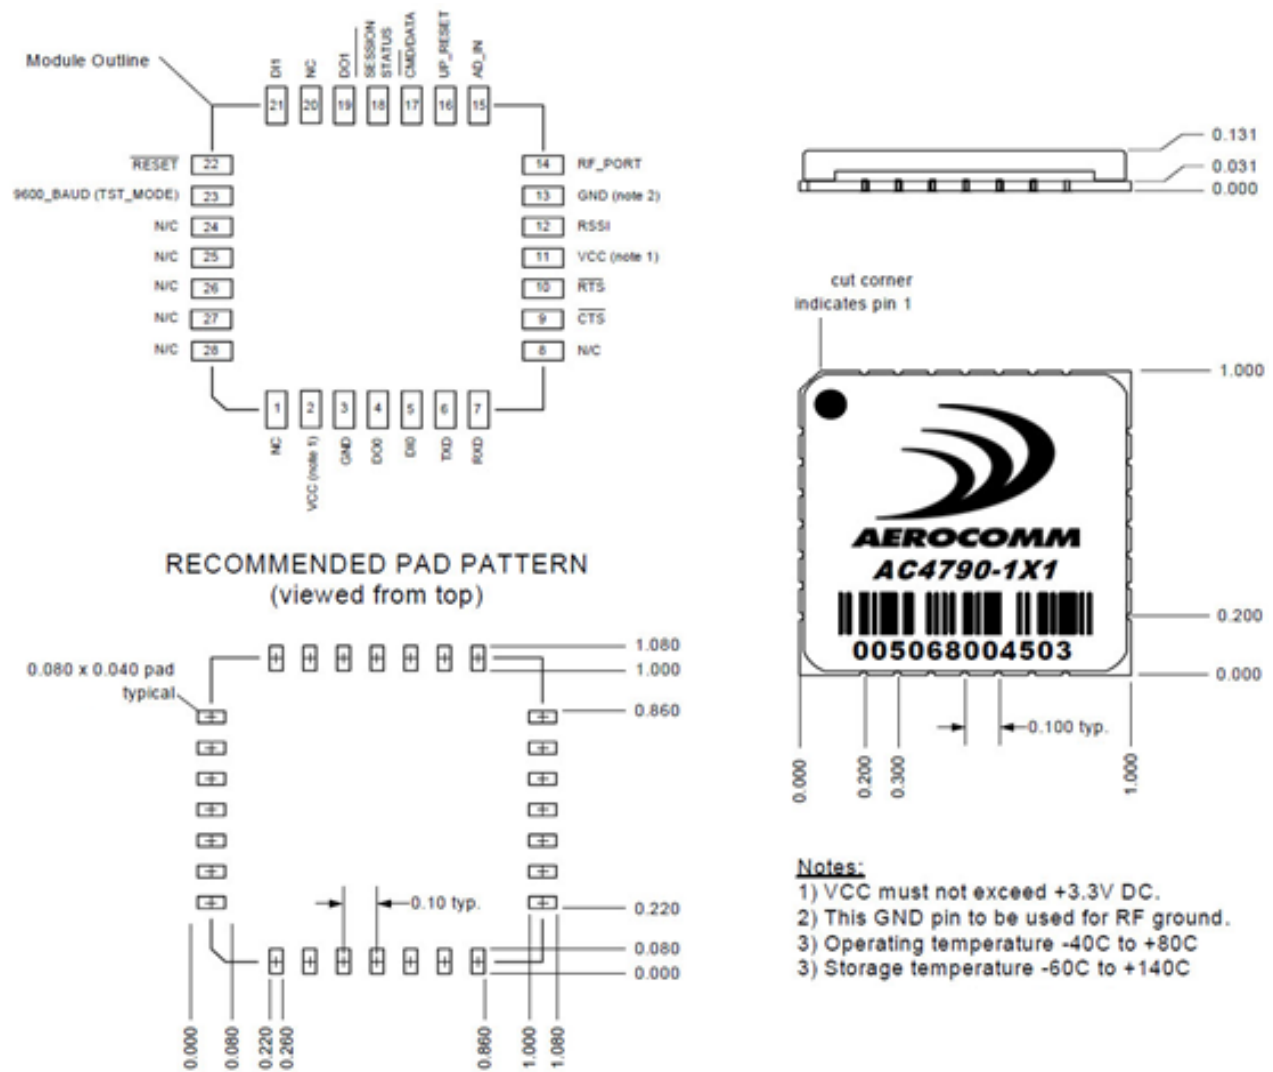 Module Outline
DI1
NC
DO1
SESSION
STATUS
CMD/DATA
UP_RESET
AD_IN
21 20 19 18 17 16 15
RESET 22
9600_BAUD (TST_MODE) 23
N/C 24
N/C 25
N/C 26
N/C 27
N/C 28
14 RF_PORT
13 GND (note 2)
12 RSSI
11 VCC (note 1)
10 RTS
9 CTS
8 N/C
1 2 3 4 5 6 7
NC
VCC (note 1)
GND
DO0
DI0
TXD
RXD
RECOMMENDED PAD PATTERN
(viewed from top)
0.080 x 0.040 pad
typical
1.080
1.000
0.860
0.10 typ.
0.220
0.080
0.000
0.000
0.080
0.220
0.260
0.860
1.000
1.080
0.131
0.031
0.000
cut corner
indicates pin 1
1.000
AEROCOMM
AC4790-1X1
005068004503
0.200
0.000
0.100 typ.
0.000
0.200
0.300
1.000
Notes:
1) VCC must not exceed +3.3V DC.
2) This GND pin to be used for RF ground.
3) Operating temperature -40C to +80C
3) Storage temperature -60C to +140C